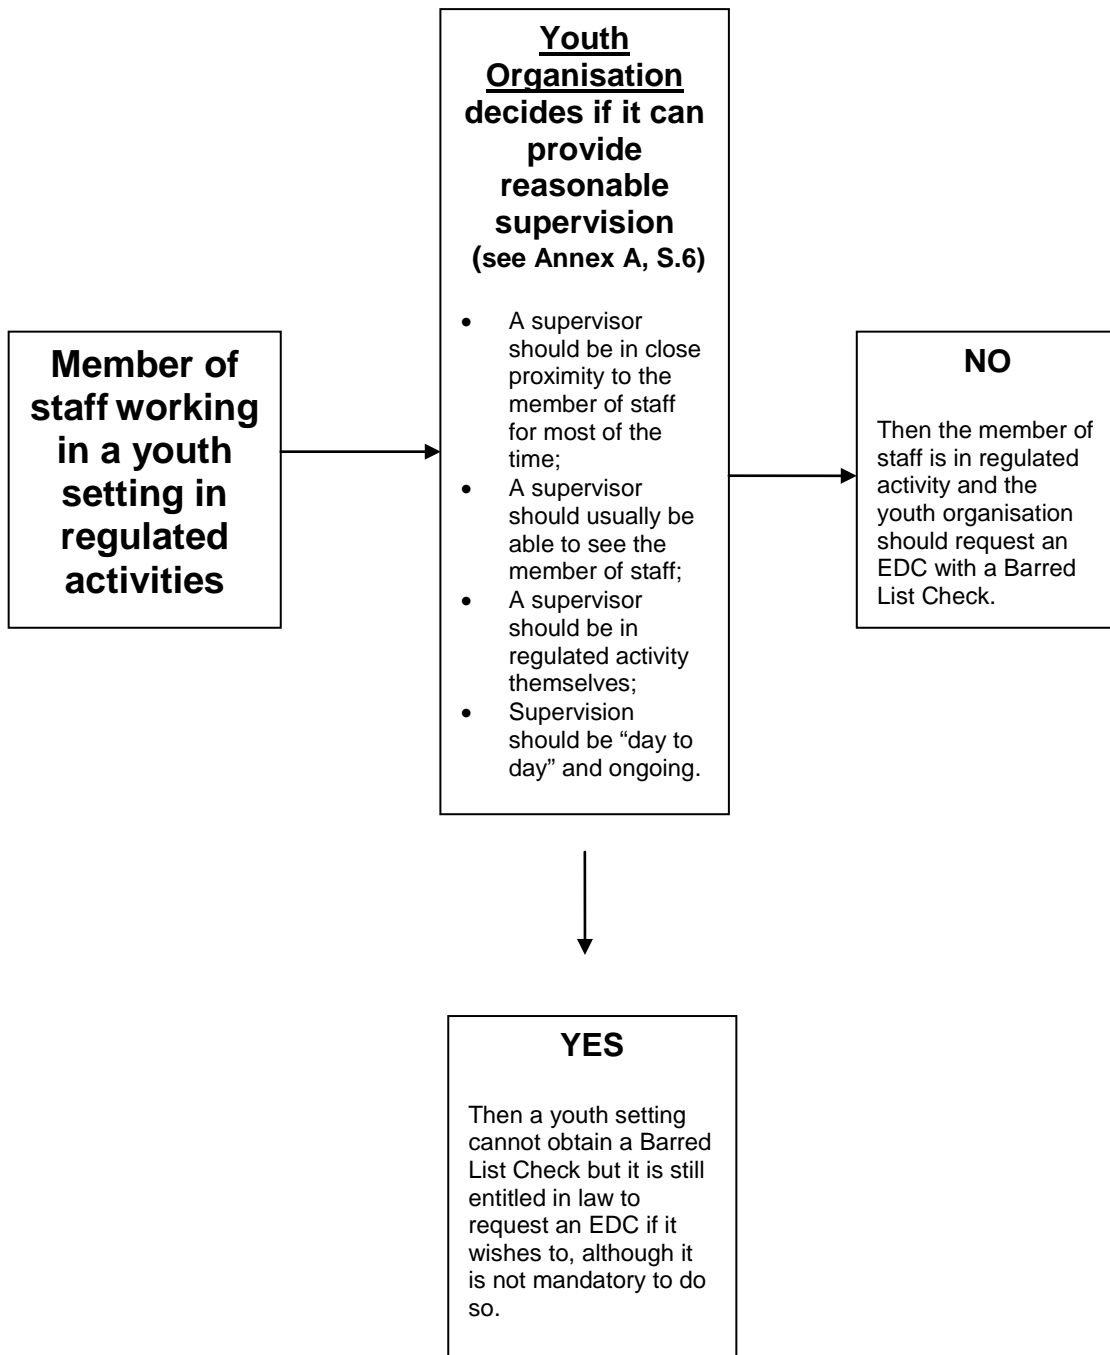 Member of
staff working
in a youth
setting in
regulated
activities
Youth
Organisation
decides if it can
provide
reasonable
supervision
(see Annex A, S.6)
• A supervisor
should be in close
proximity to the
member of staff
for most of the
time;
• A supervisor
should usually be
able to see the
member of staff;
• A supervisor
should be in
regulated activity
themselves;
• Supervision
should be “day to
day” and ongoing.
NO
Then the member of
staff is in regulated
activity and the
youth organisation
should request an
EDC with a Barred
List Check.
YES
Then a youth setting
cannot obtain a Barred
List Check but it is still
entitled in law to
request an EDC if it
wishes to, although it
is not mandatory to do
so.